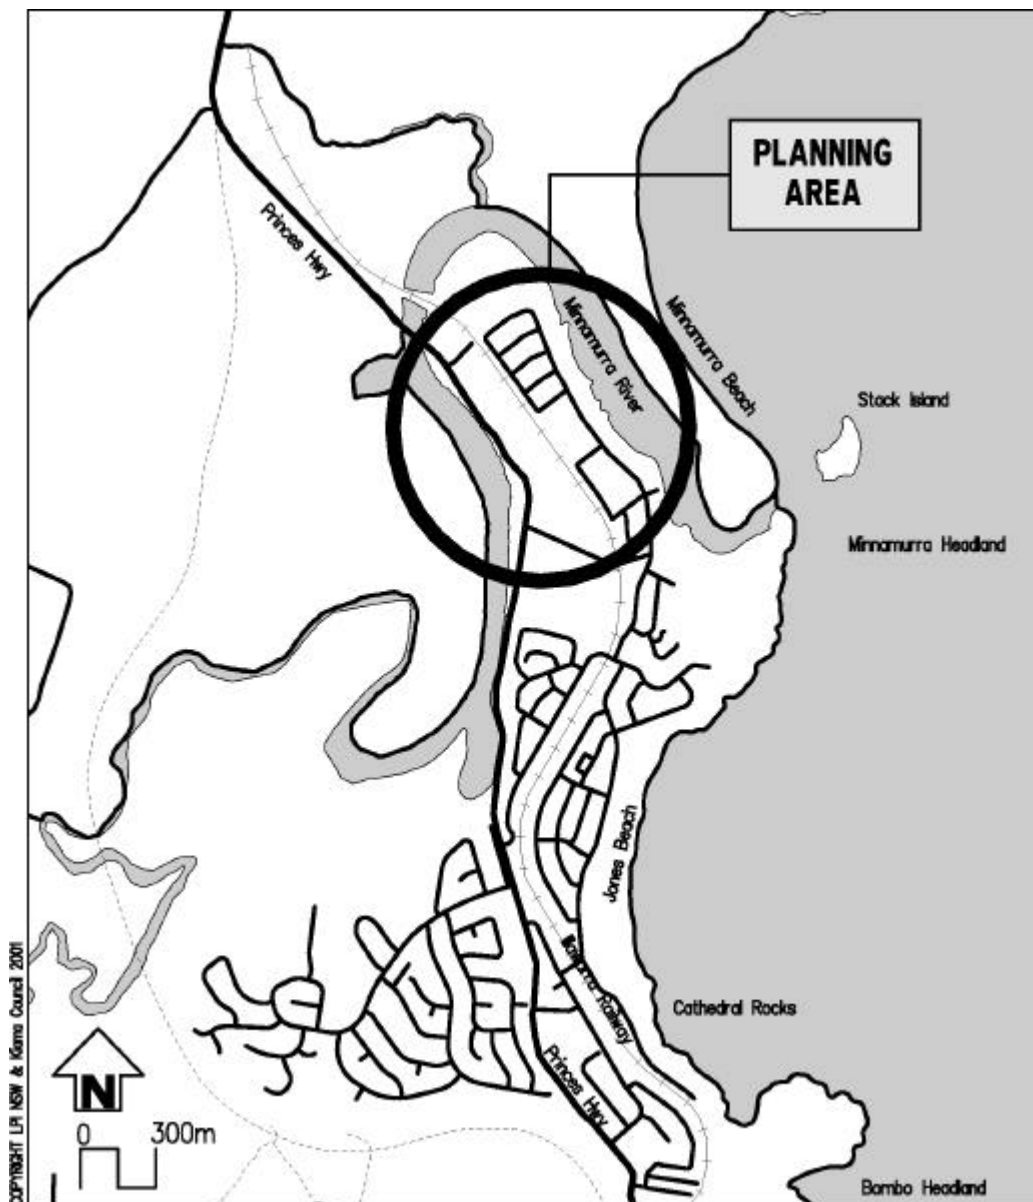 PLANNING
AREA
Princes Hwy
Minnamurra River
Minnamurra Beach
Stack Island
Minnamurra Headland
Jones Beach
Illawarra Railway
Cathedral Rocks
Princes Hwy
N
0 300m
Bombo Headland
COPYRIGHT LPI NSW & Kiama Council 2001